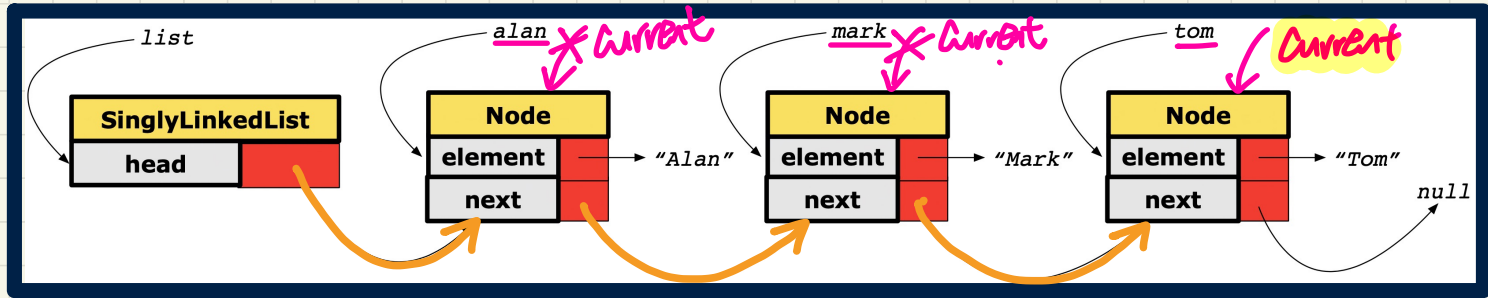 list
alan
Current
mark
Current
tom
Current
SinglyLinkedList
head
Node
element
"Alan"
next
Node
element
"Mark"
next
Node
element
"Tom"
next
null